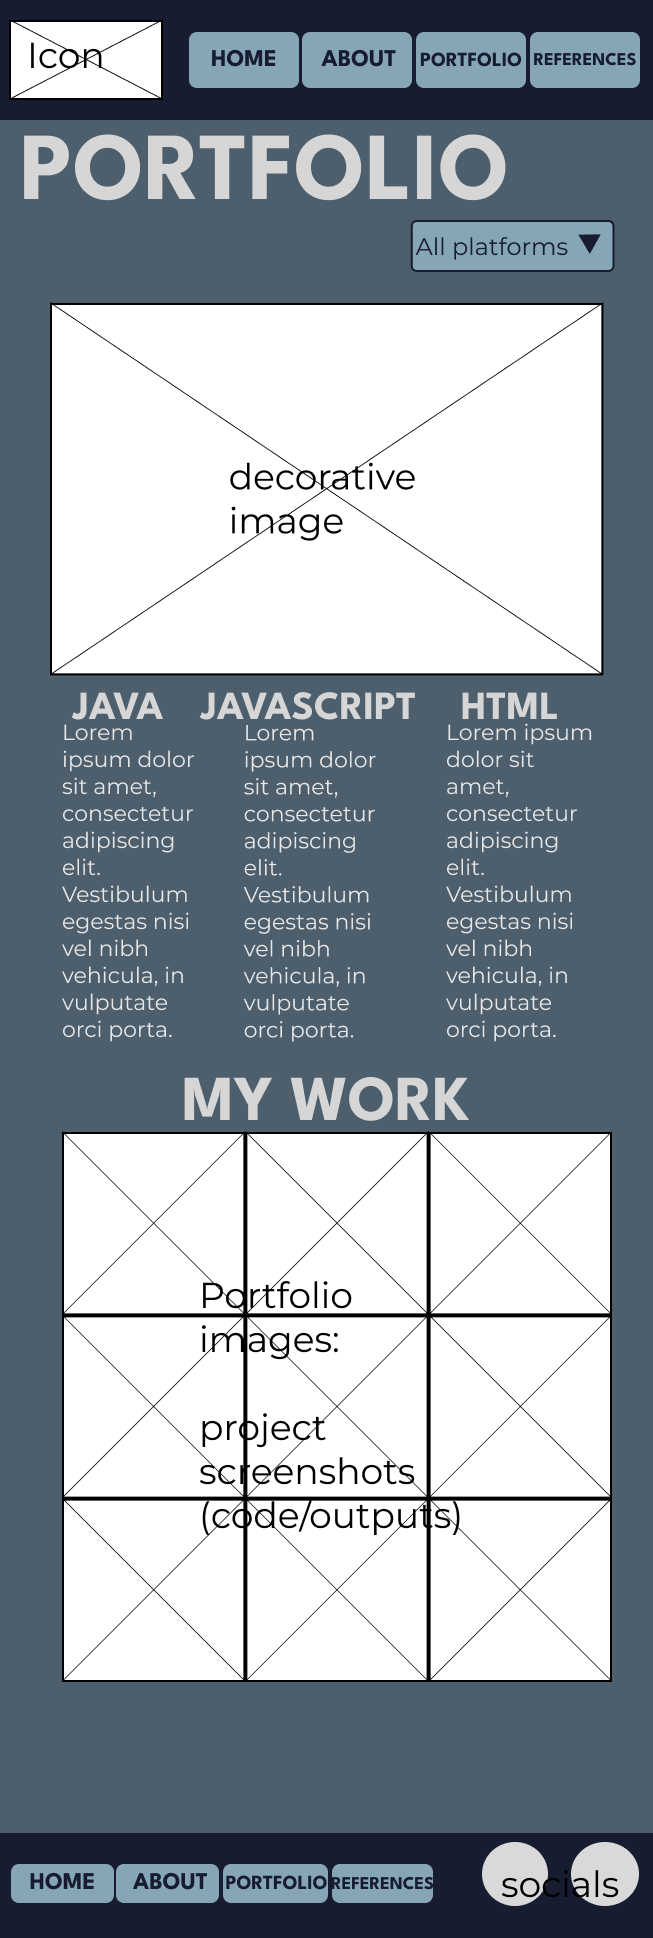 Icon
HOME
ABOUT
PORTFOLIO
REFERENCES
PORTFOLIO
All platforms ▼
decorative
image
JAVA
Lorem
ipsum dolor
sit amet,
consectetur
adipiscing
elit.
Vestibulum
egestas nisi
vel nibh
vehicula, in
vulputate
orci porta.
JAVASCRIPT
Lorem
ipsum dolor
sit amet,
consectetur
adipiscing
elit.
Vestibulum
egestas nisi
vel nibh
vehicula, in
vulputate
orci porta.
HTML
Lorem ipsum
dolor sit
amet,
consectetur
adipiscing
elit.
Vestibulum
egestas nisi
vel nibh
vehicula, in
vulputate
orci porta.
MY WORK
Portfolio
images:
project
screenshots
(code/outputs)
HOME
ABOUT
PORTFOLIO
REFERENCES
socials